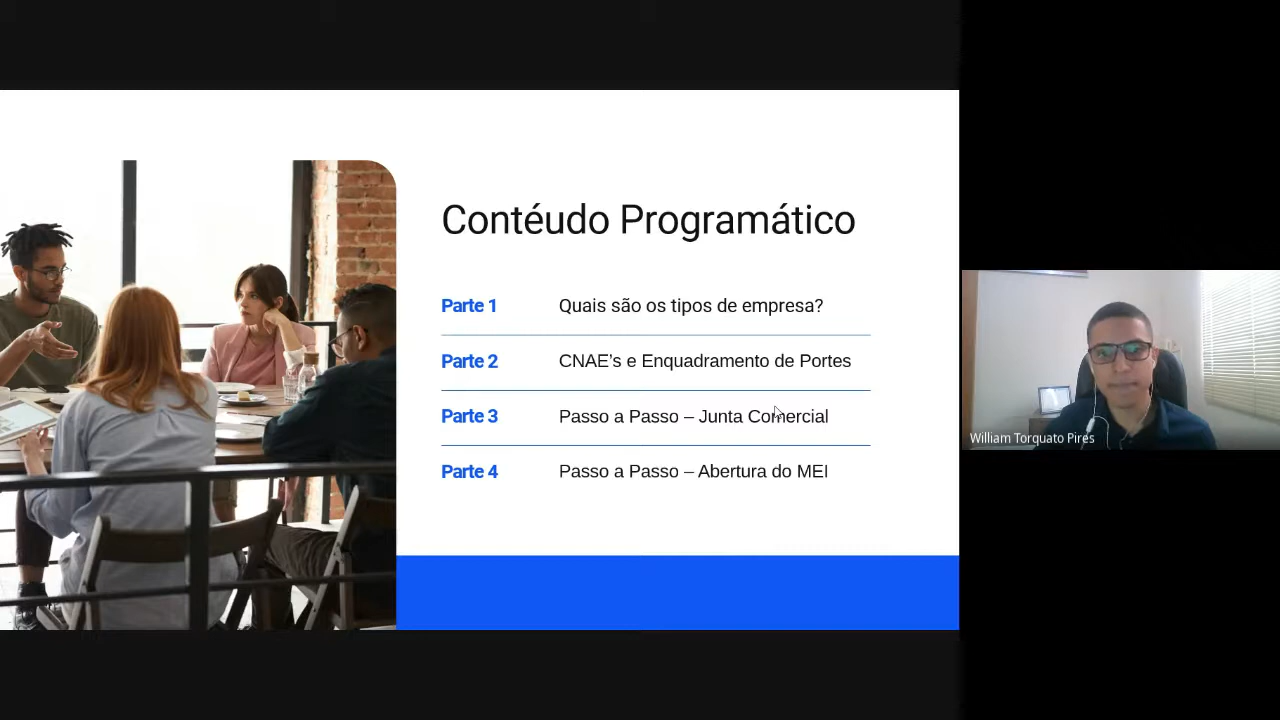 Contéudo Programático
Parte 1 Quais são os tipos de empresa?
Parte 2 CNAE's e Enquadramento de Portes
Parte 3 Passo a Passo – Junta Comercial
Parte 4 Passo a Passo – Abertura do MEI
William Torquato Pires